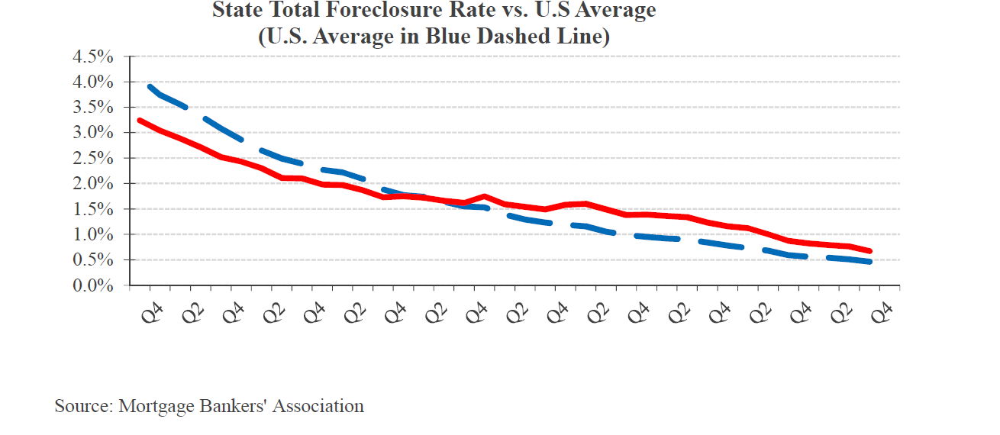 State Total Foreclosure Rate vs. U.S Average
(U.S. Average in Blue Dashed Line)
4.5%
4.0%
3.5%
3.0%
2.5%
2.0%
1.5%
1.0%
0.5%
0.0%
Q4 Q2 Q4 Q2 Q4 Q2 Q4 Q2 Q4 Q2 Q4 Q2 Q4 Q2 Q4 Q2 Q4 Q2 Q4
Source: Mortgage Bankers' Association